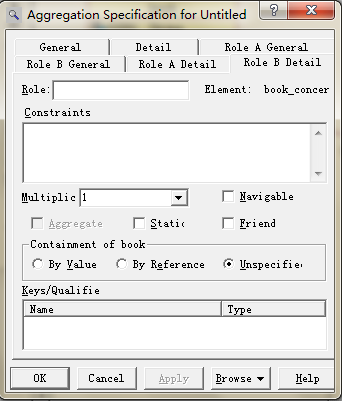 Aggregation Specification for Untitled
General Detail Role A General
Role B General Role A Detail Role B Detail
Role: Element: book_concer
Constraints
Multiplic 1 Navigable
Aggregate Static Friend
Containment of book
By Value By Reference Unspecified
Keys/Qualifie
Name Type
OK Cancel Apply Browse Help